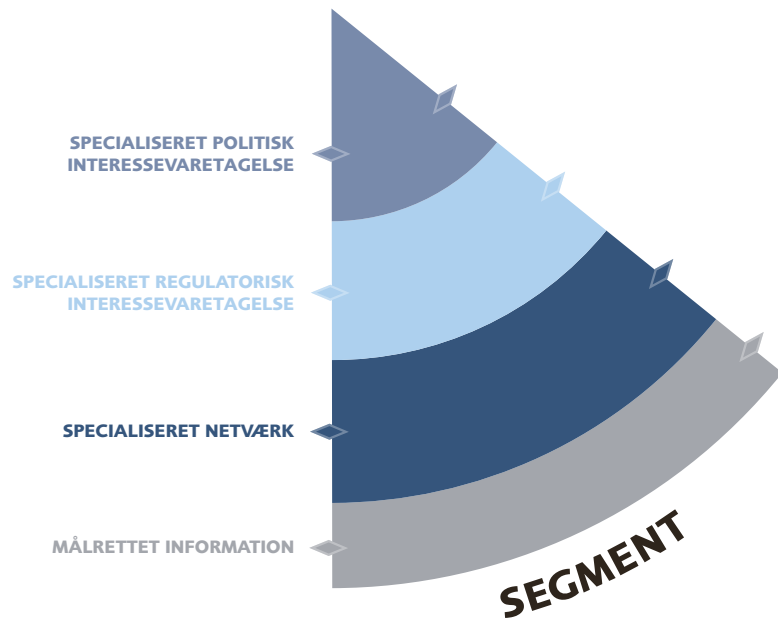 SPECIALISERET POLITISK
INTERESSEVARETAGELSE
SPECIALISERET REGULATORISK
INTERESSEVARETAGELSE
SPECIALISERET NETVÆRK
MÅLRETTET INFORMATION
SEGMENT